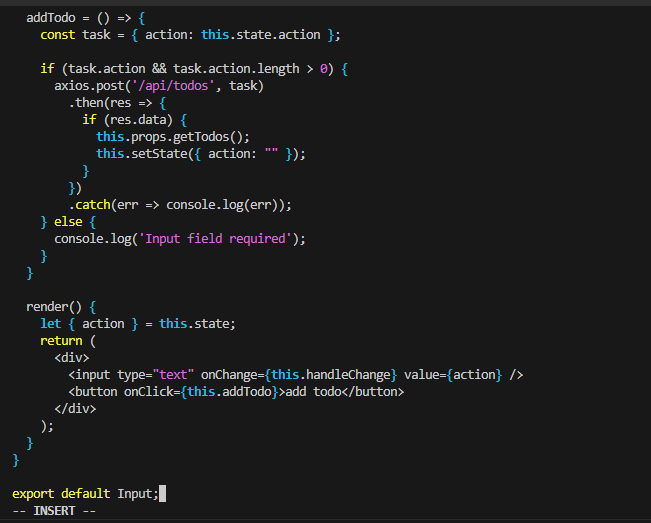 addTodo = () => {
    const task = { action: this.state.action };

    if (task.action && task.action.length > 0) {
      axios.post('/api/todos', task)
        .then(res => {
          if (res.data) {
            this.props.getTodos();
            this.setState({ action: "" });
          }
        })
        .catch(err => console.log(err));
    } else {
      console.log('Input field required');
    }
  }

  render() {
    let { action } = this.state;
    return (
      <div>
        <input type="text" onChange={this.handleChange} value={action} />
        <button onClick={this.addTodo}>add todo</button>
      </div>
    );
  }
}

export default Input;
-- INSERT --